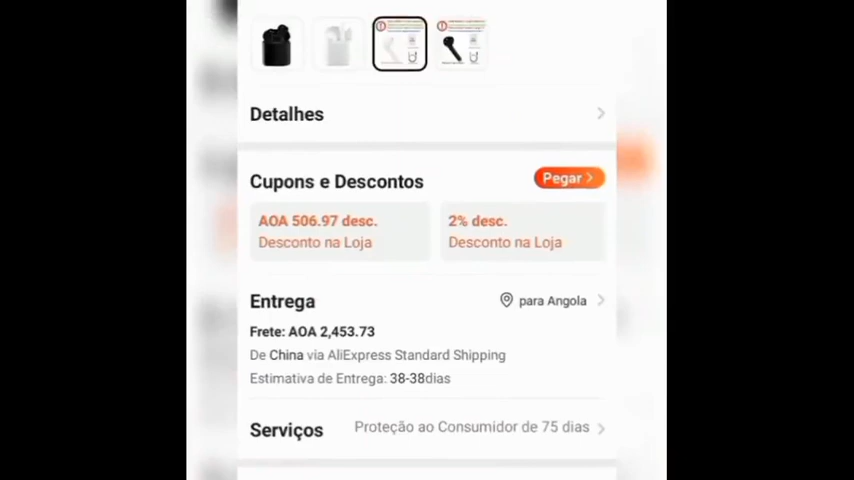 Detalhes
Cupons e Descontos
Pegar
AOA 506.97 desc.
Desconto na Loja
2% desc.
Desconto na Loja
Entrega
para Angola
Frete: AOA 2,453.73
De China via AliExpress Standard Shipping
Estimativa de Entrega: 38-38dias
Serviços
Proteção ao Consumidor de 75 dias